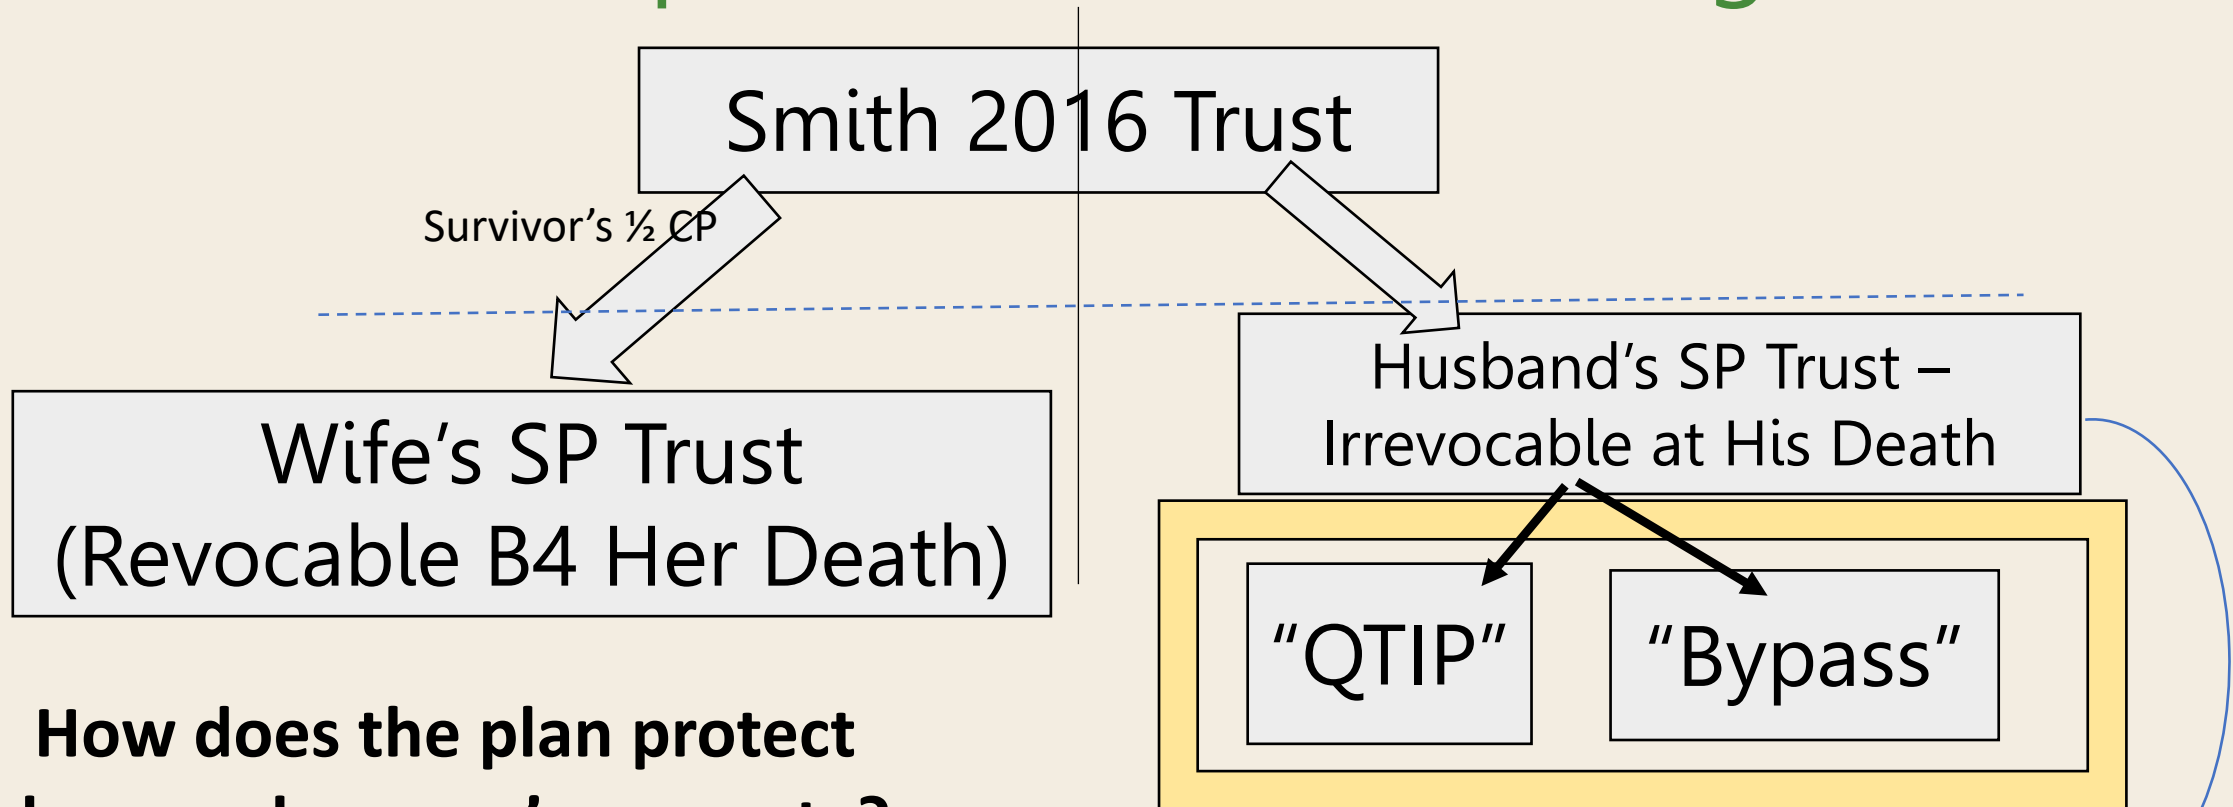 Smith 2016 Trust
Survivor’s ½ CP
Husband’s SP Trust –
Irrevocable at His Death
Wife’s SP Trust
(Revocable B4 Her Death)
“QTIP”
“Bypass”
How does the plan protect